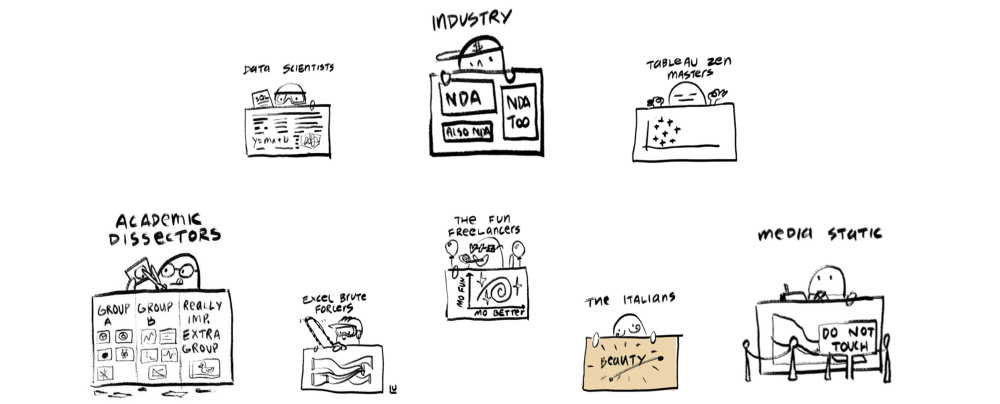 INDUSTRY
$
NDA
NDA
TOO
ALSO NDA
DATA SCIENTISTS
SQL
y=mx+b
TABLEAU ZEN
MASTERS
ACADEMIC
DISSECTORS
GROUP
A
GROUP
B
REALLY
IMP.
EXTRA
GROUP
EXCEL BRUTE
FORCERS
THE FUN
FREELANCERS
MO FUN
MO BETTER
THE ITALIANS
BEAUTY
MEDIA STATIC
DO NOT
TOUCH